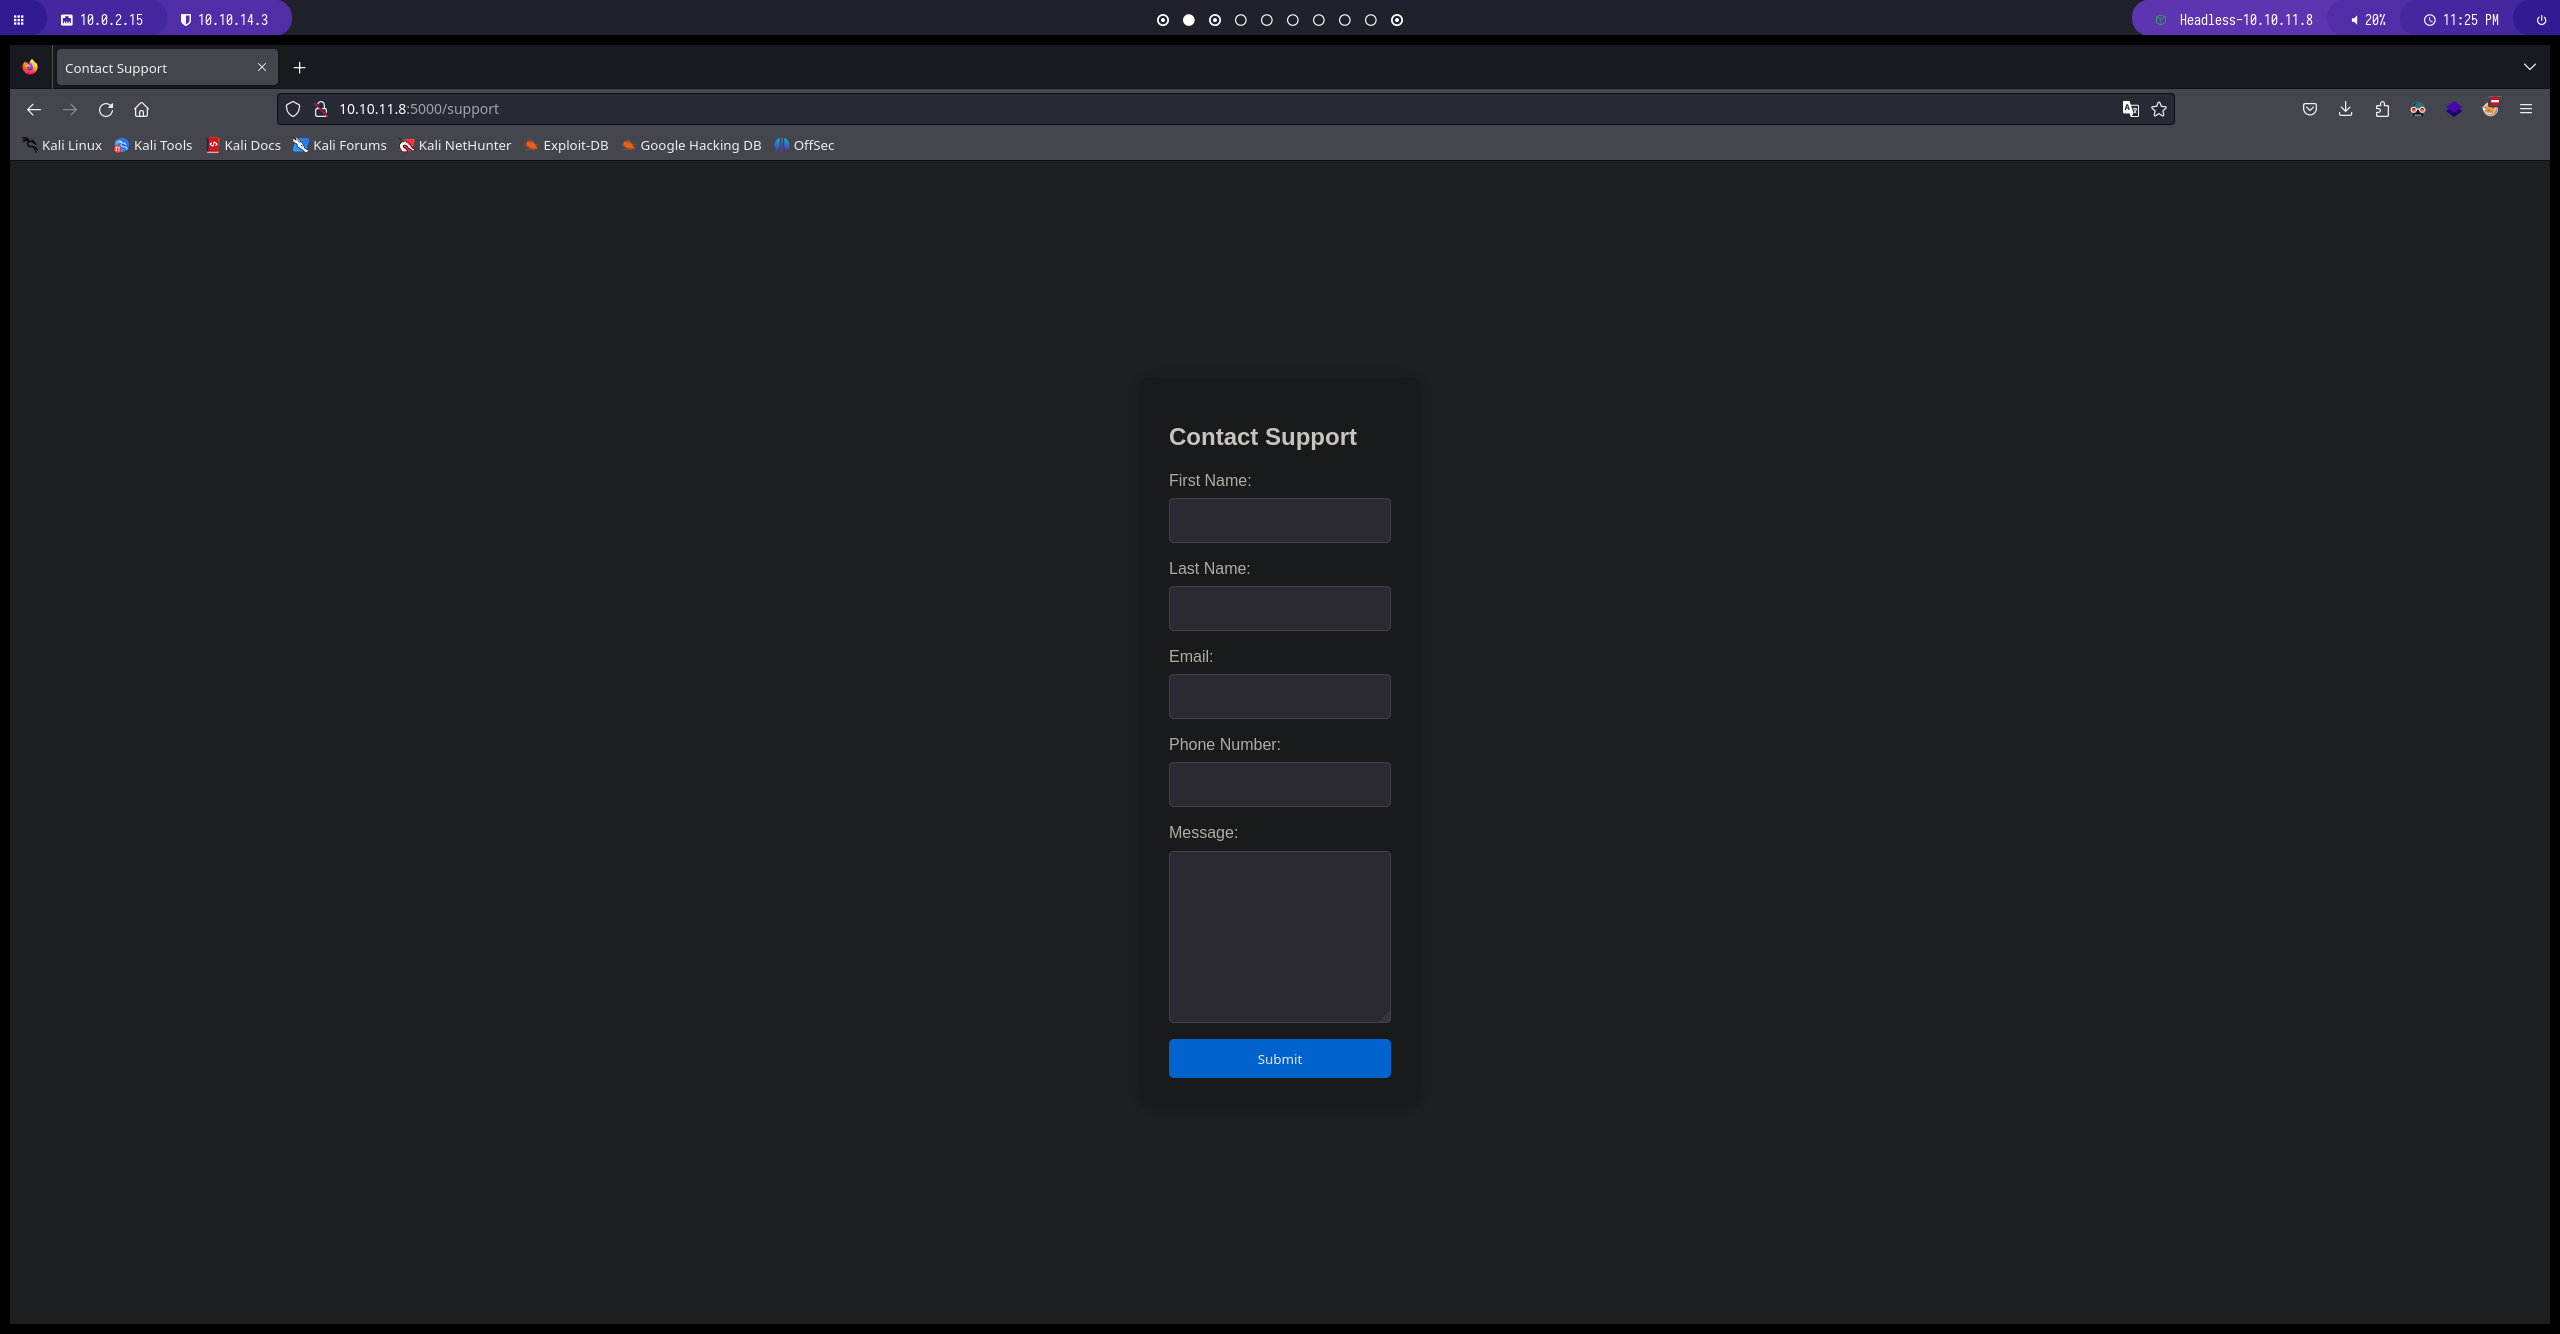 10.0.2.15 10.10.14.3 Headless-10.10.11.8 20% 11:25 PM
Contact Support
10.10.11.8:5000/support
Kali Linux Kali Tools Kali Docs Kali Forums Kali NetHunter Exploit-DB Google Hacking DB OffSec
Contact Support
First Name:
Last Name:
Email:
Phone Number:
Message:
Submit